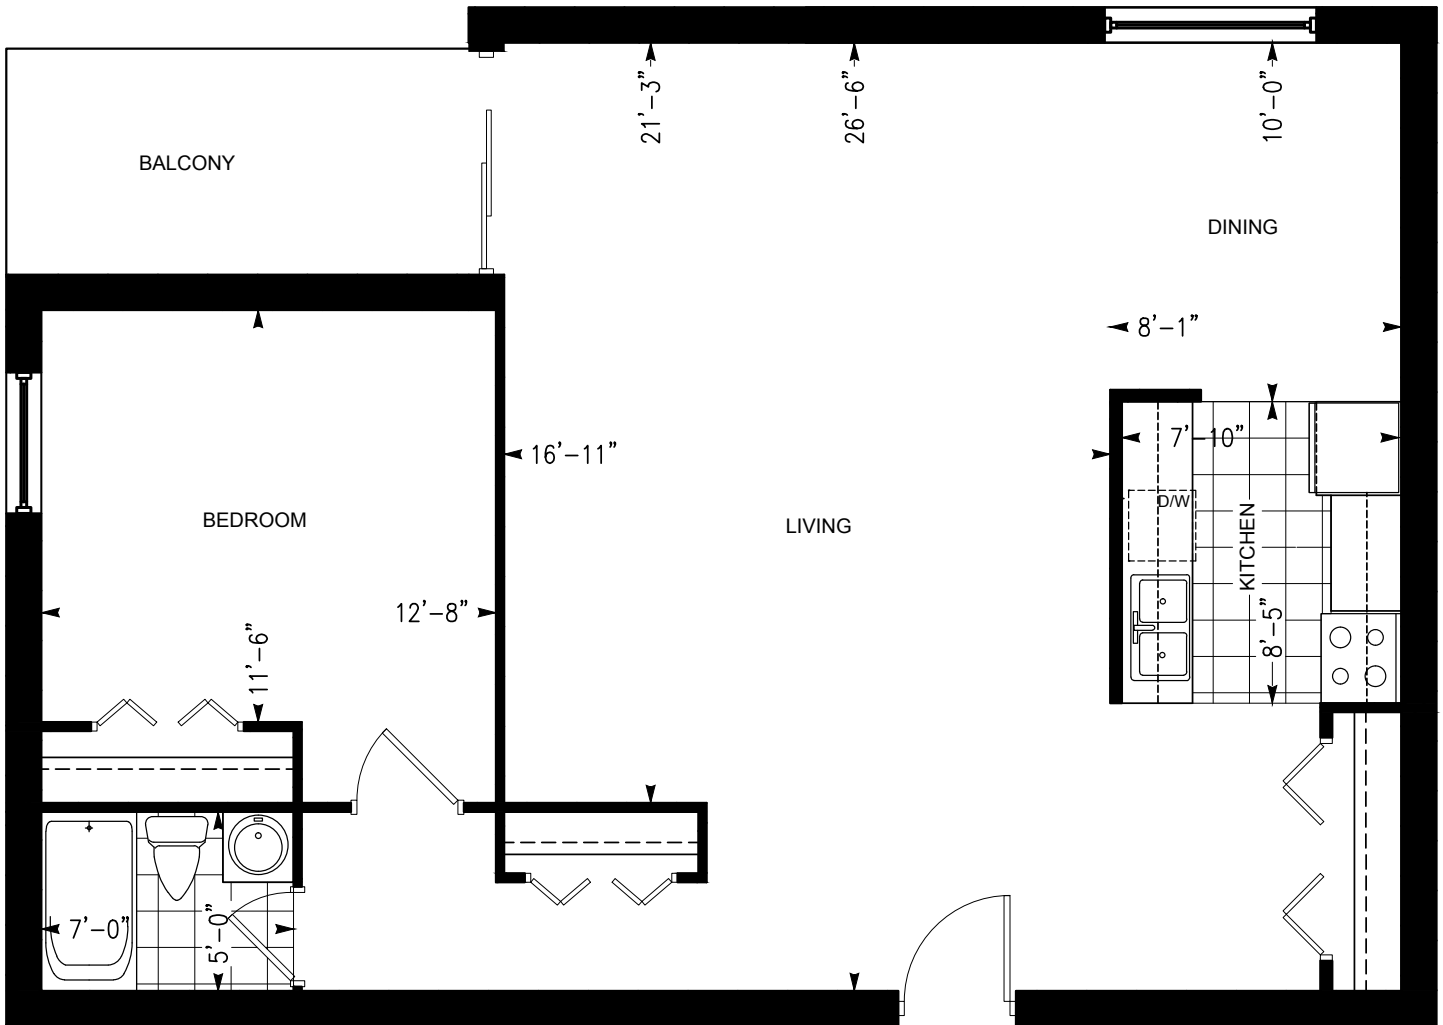 21'-3"
26'-6"
10'-0"
BALCONY
DINING
8'-1"
7'-10"
16'-11"
D/W
BEDROOM
LIVING
KITCHEN
12'-8"
8'-5"
11'-6"
7'-0"
5'-0"